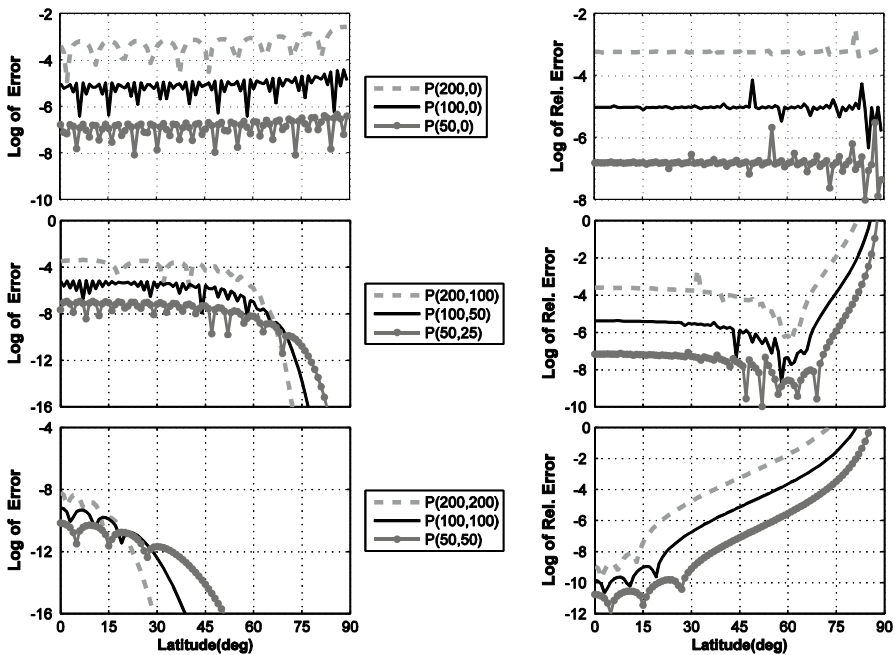 -2
-4
-6
-8
-10
Log of Error
P(200,0)
P(100,0)
P(50,0)
-2
-4
-6
-8
Log of Rel. Error
0
-4
-8
-12
-16
Log of Error
P(200,100)
P(100,50)
P(50,25)
0
-2
-4
-6
-8
-10
Log of Rel. Error
-4
-8
-12
-16
Log of Error
0 15 30 45 60 75 90
Latitude(deg)
P(200,200)
P(100,100)
P(50,50)
0
-2
-4
-6
-8
-10
-12
Log of Rel. Error
0 15 30 45 60 75 90
Latitude(deg)